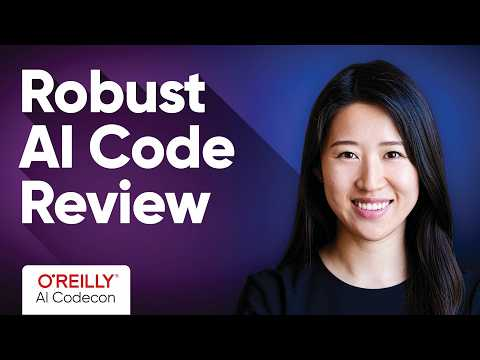 Robust
AI Code
Review
O'REILLY®
AI Codecon